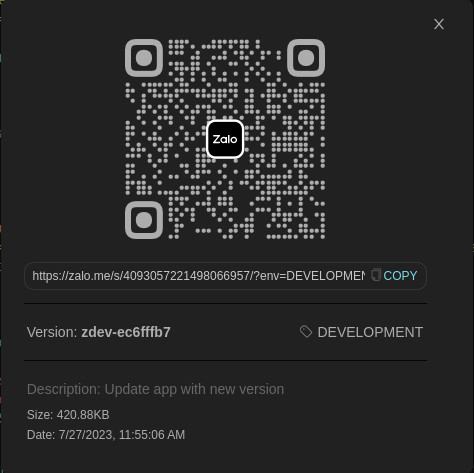 Zalo
https://zalo.me/s/4093057221498066957/?env=DEVELOPMEN COPY
Version: zdev-ec6fffb7 DEVELOPMENT
Description: Update app with new version
Size: 420.88KB
Date: 7/27/2023, 11:55:06 AM